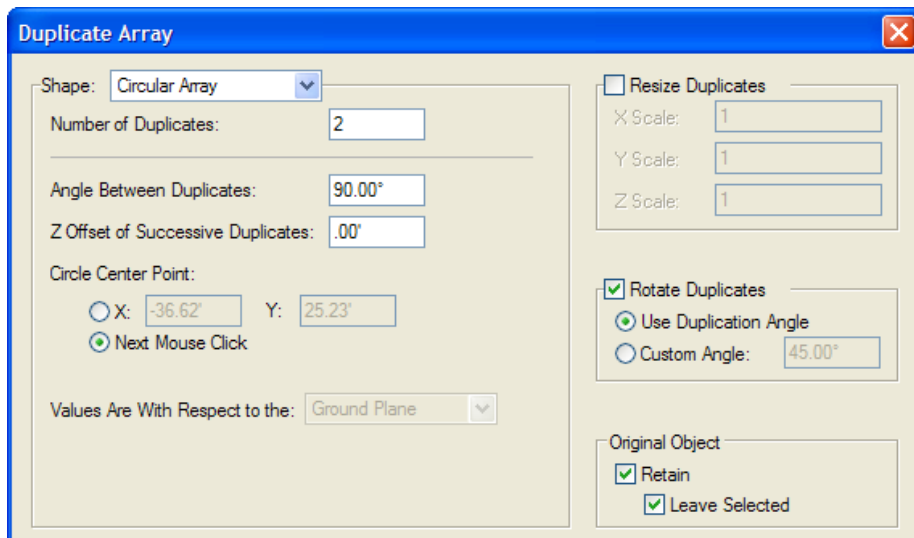 Duplicate Array
Shape: Circular Array
Number of Duplicates: 2
Angle Between Duplicates: 90.00°
Z Offset of Successive Duplicates: .00'
Circle Center Point:
X: -36.62' Y: 25.23'
Next Mouse Click
Values Are With Respect to the: Ground Plane
Resize Duplicates
X Scale: 1
Y Scale: 1
Z Scale: 1
Rotate Duplicates
Use Duplication Angle
Custom Angle: 45.00°
Original Object
Retain
Leave Selected